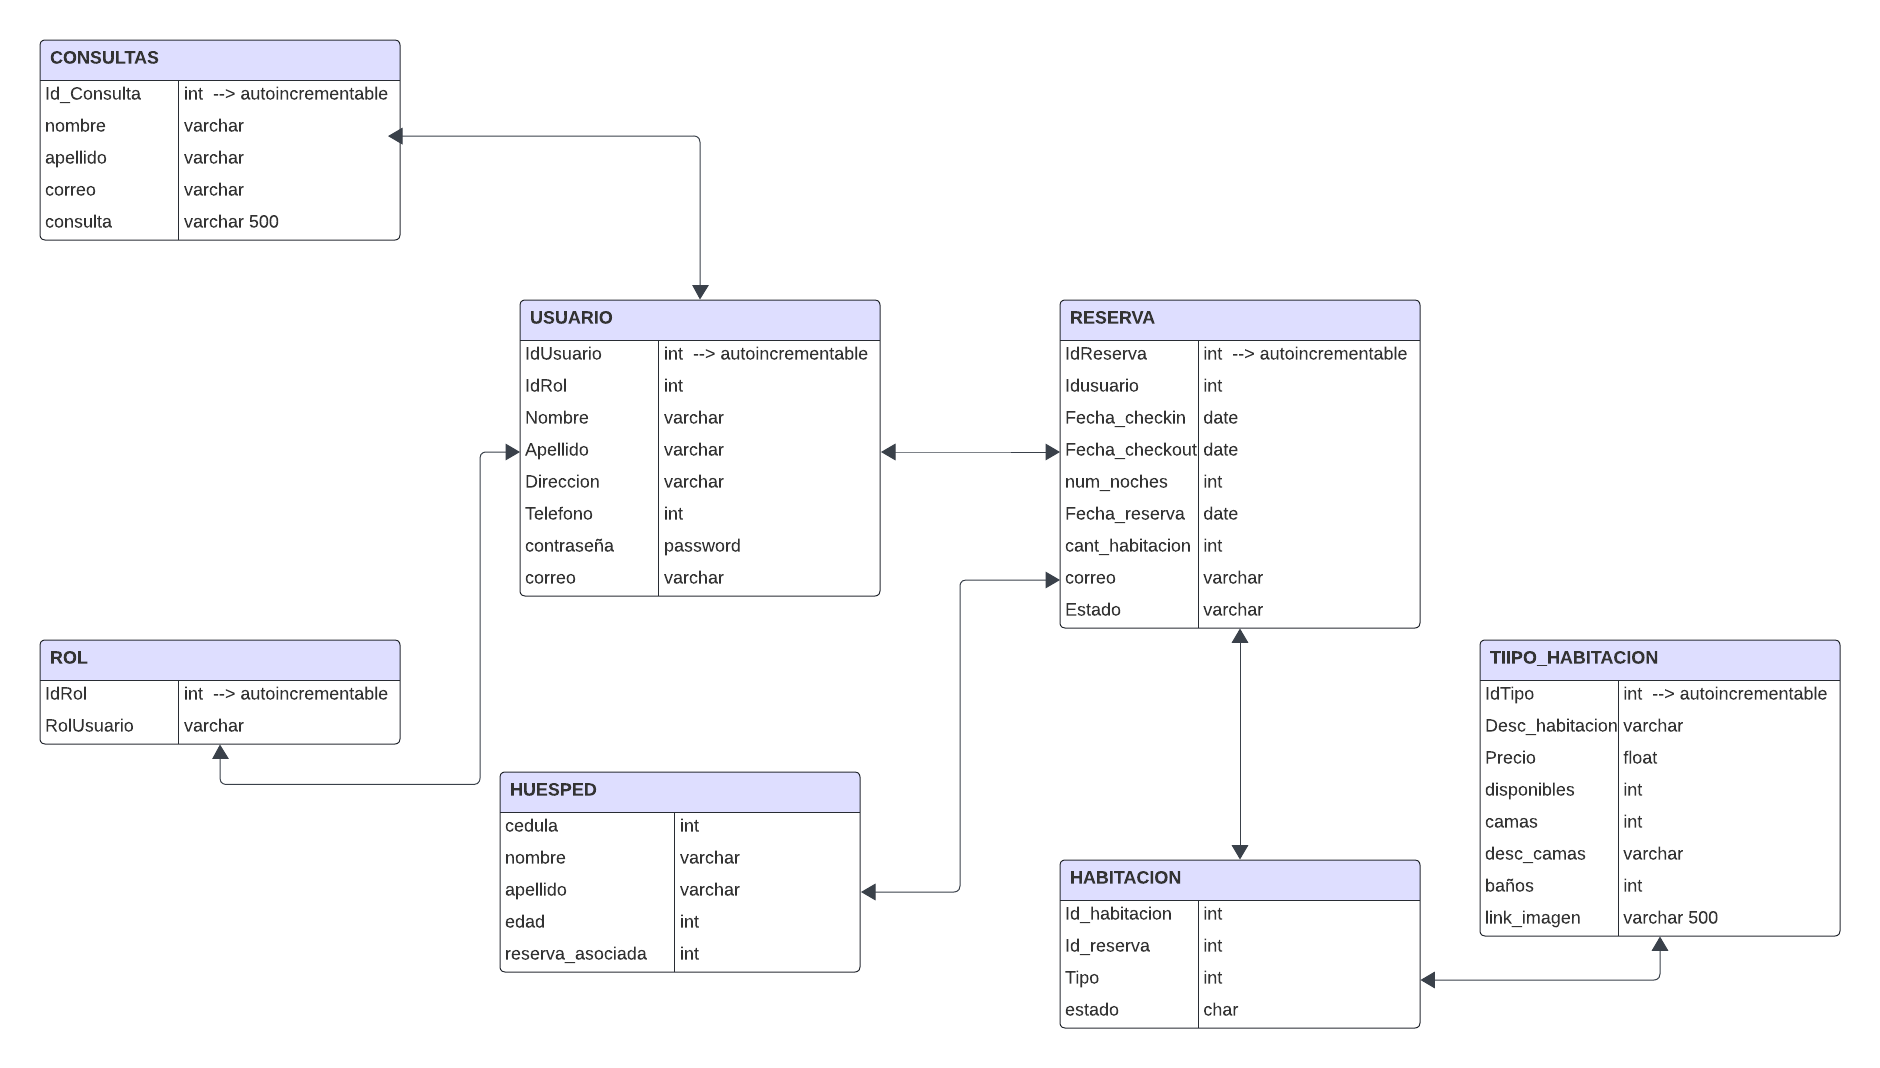 CONSULTAS
Id_Consulta int --> autoincrementable
nombre varchar
apellido varchar
correo varchar
consulta varchar 500
USUARIO
IdUsuario int --> autoincrementable
IdRol int
Nombre varchar
Apellido varchar
Direccion varchar
Telefono int
contraseña password
correo varchar
RESERVA
IdReserva int --> autoincrementable
Idusuario int
Fecha_checkin date
Fecha_checkout date
num_noches int
Fecha_reserva date
cant_habitacion int
correo varchar
Estado varchar
ROL
IdRol int --> autoincrementable
RolUsuario varchar
TIIPO_HABITACION
IdTipo int --> autoincrementable
Desc_habitacion varchar
Precio float
disponibles int
camas int
desc_camas varchar
baños int
link_imagen varchar 500
HUESPED
cedula int
nombre varchar
apellido varchar
edad int
reserva_asociada int
HABITACION
Id_habitacion int
Id_reserva int
Tipo int
estado char